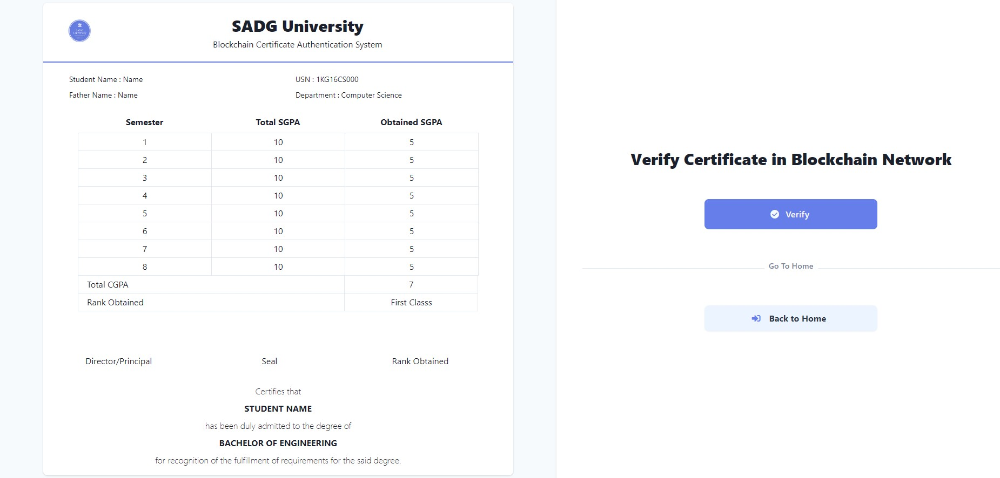 SADG
University
SADG University
Blockchain Certificate Authentication System
Student Name : Name
USN : 1KG16CS000
Father Name : Name
Department : Computer Science
Semester Total SGPA Obtained SGPA
1 10 5
2 10 5
3 10 5
4 10 5
5 10 5
6 10 5
7 10 5
8 10 5
Total CGPA 7
Rank Obtained First Classs
Director/Principal Seal Rank Obtained
Certifies that
STUDENT NAME
has been duly admitted to the degree of
BACHELOR OF ENGINEERING
for recognition of the fulfillment of requirements for the said degree.
Verify Certificate in Blockchain Network
Verify
Go To Home
Back to Home